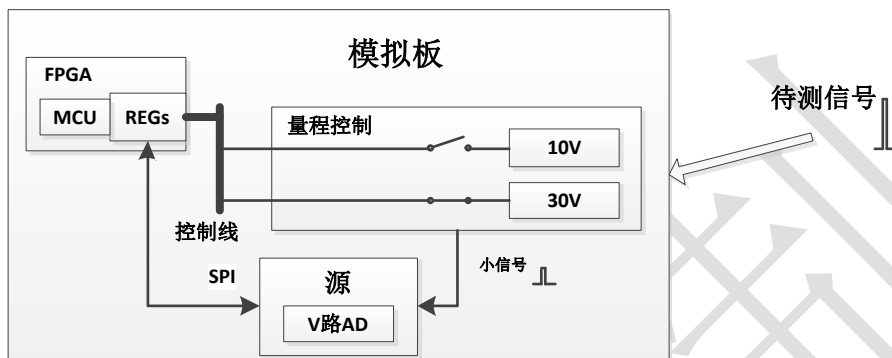 模拟板
FPGA
MCU
REGs
量程控制
10V
30V
控制线
SPI
源
V路AD
小信号
待测信号